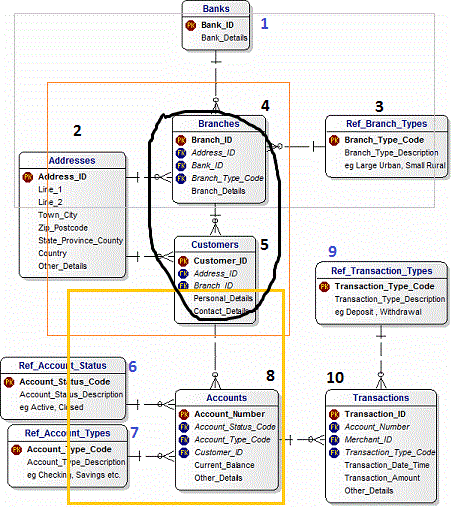 Banks
PK Bank_ID
Bank_Details
1
4
Branches
PK Branch_ID
FK Address_ID
FK Bank_ID
FK Branch_Type_Code
Branch_Details
3
Ref_Branch_Types
PK Branch_Type_Code
Branch_Type_Description
eg Large Urban, Small Rural
2
Addresses
PK Address_ID
Line_1
Line_2
Town_City
Zip_Postcode
State_Province_County
Country
Other_Details
5
Customers
PK Customer_ID
FK Address_ID
FK Branch_ID
Personal_Details
Contact_Details
9
Ref_Transaction_Types
PK Transaction_Type_Code
Transaction_Type_Description
eg Deposit , Withdrawal
6
Ref_Account_Status
PK Account_Status_Code
Account_Status_Description
eg Active, Closed
7
Ref_Account_Types
PK Account_Type_Code
Account_Type_Description
eg Checking, Savings etc.
8
Accounts
PK Account_Number
FK Account_Status_Code
FK Account_Type_Code
FK Customer_ID
Current_Balance
Other_Details
10
Transactions
PK Transaction_ID
FK Account_Number
FK Merchant_ID
FK Transaction_Type_Code
Transaction_Date_Time
Transaction_Amount
Other_Details